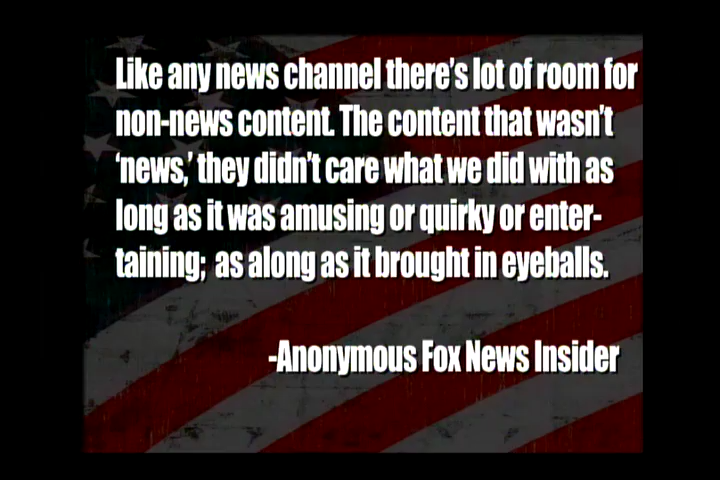 Like any news channel there's lot of room for
non-news content. The content that wasn't
'news,' they didn't care what we did with as
long as it was amusing or quirky or enter-
taining; as along as it brought in eyeballs.
-Anonymous Fox News Insider